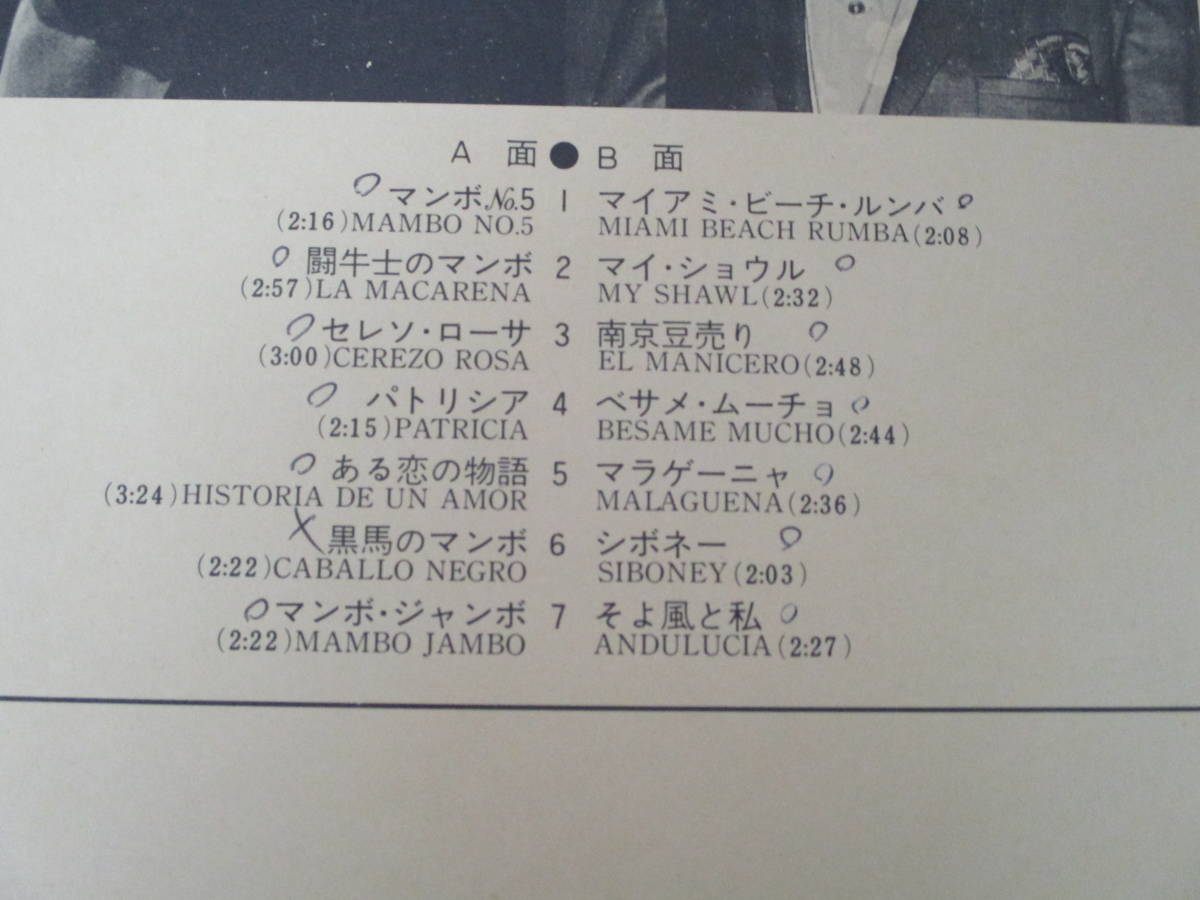 A 面●B 面
マンボNo.5 1 マイアミ・ビーチ・ルンバ
(2:16)MAMBO NO.5 MIAMI BEACH RUMBA(2:08)
闘牛士のマンボ 2 マイ・ショウル
(2:57)LA MACARENA MY SHAWL(2:32)
セレソ・ローサ 3 南京豆売り
(3:00)CEREZO ROSA EL MANICERO(2:48)
パトリシア 4 ベサメ・ムーチョ
(2:15)PATRICIA BESAME MUCHO(2:44)
ある恋の物語 5 マラゲーニャ
(3:24)HISTORIA DE UN AMOR MALAGUENA(2:36)
黒馬のマンボ 6 シボネー
(2:22)CABALLO NEGRO SIBONEY(2:03)
マンボ・ジャンボ 7 そよ風と私
(2:22)MAMBO JAMBO ANDULUCIA(2:27)